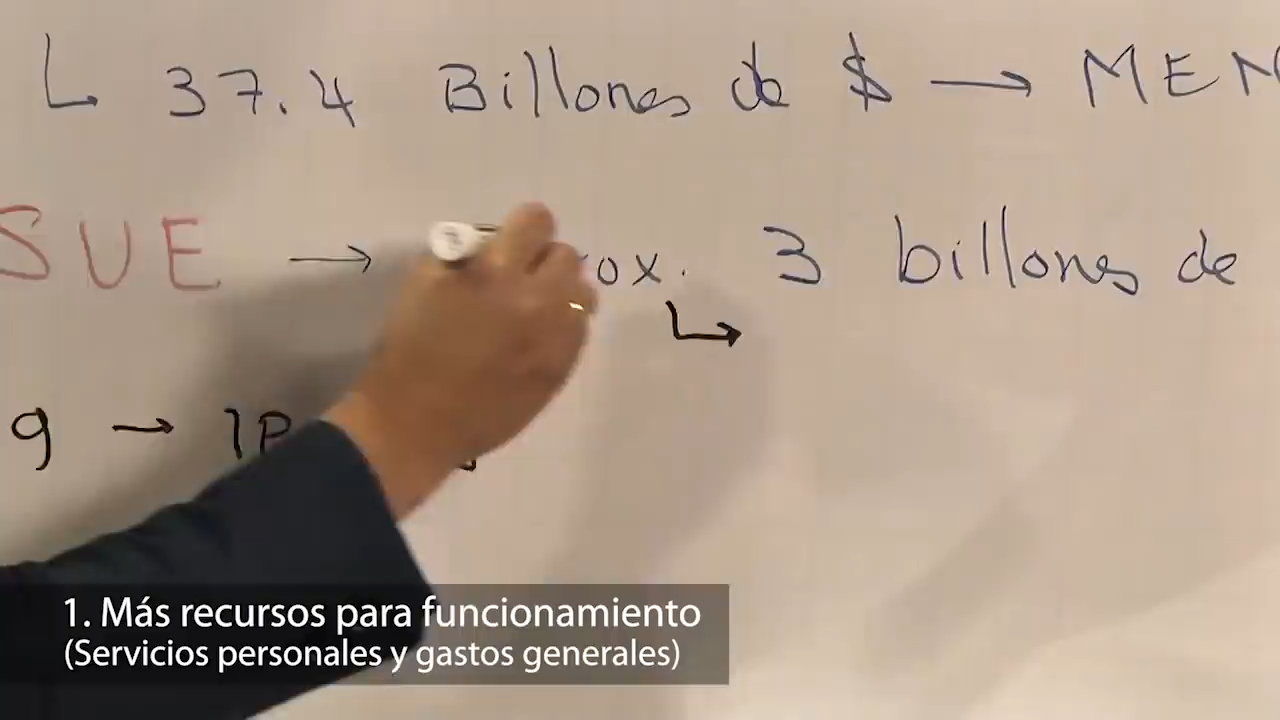 ↳ 37.4 Billones de $ → MEN
SUE → ox. 3 billones de
↳
9 → IP
1. Más recursos para funcionamiento
(Servicios personales y gastos generales)